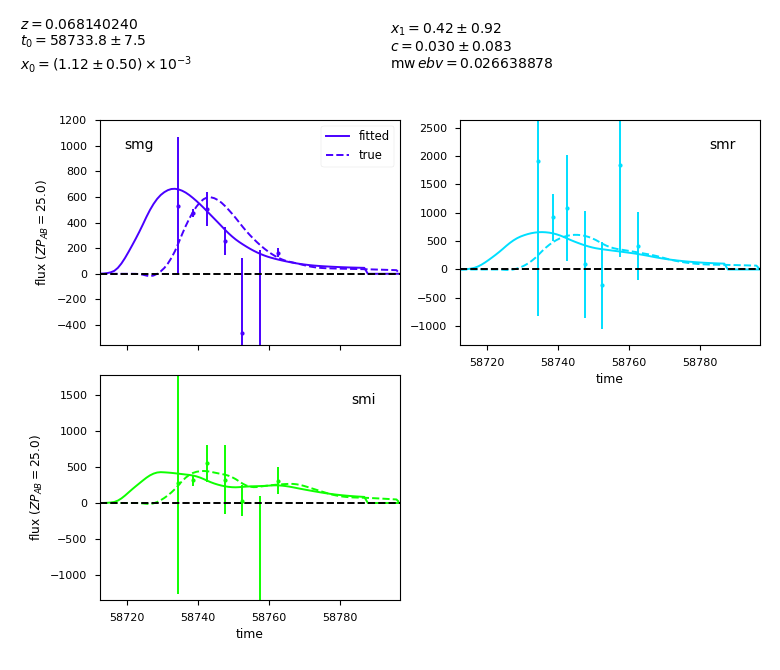 z = 0.068140240
t₀ = 58733.8 ± 7.5
x₀ = (1.12 ± 0.50) × 10⁻³
x₁ = 0.42 ± 0.92
c = 0.030 ± 0.083
mw ebv = 0.026638878
smg
fitted
true
1200
1000
800
600
400
200
0
−200
−400
flux (ZP_AB = 25.0)
smr
2500
2000
1500
1000
500
0
−500
−1000
58720 58740 58760 58780
time
smi
1500
1000
500
0
−500
−1000
flux (ZP_AB = 25.0)
58720 58740 58760 58780
time